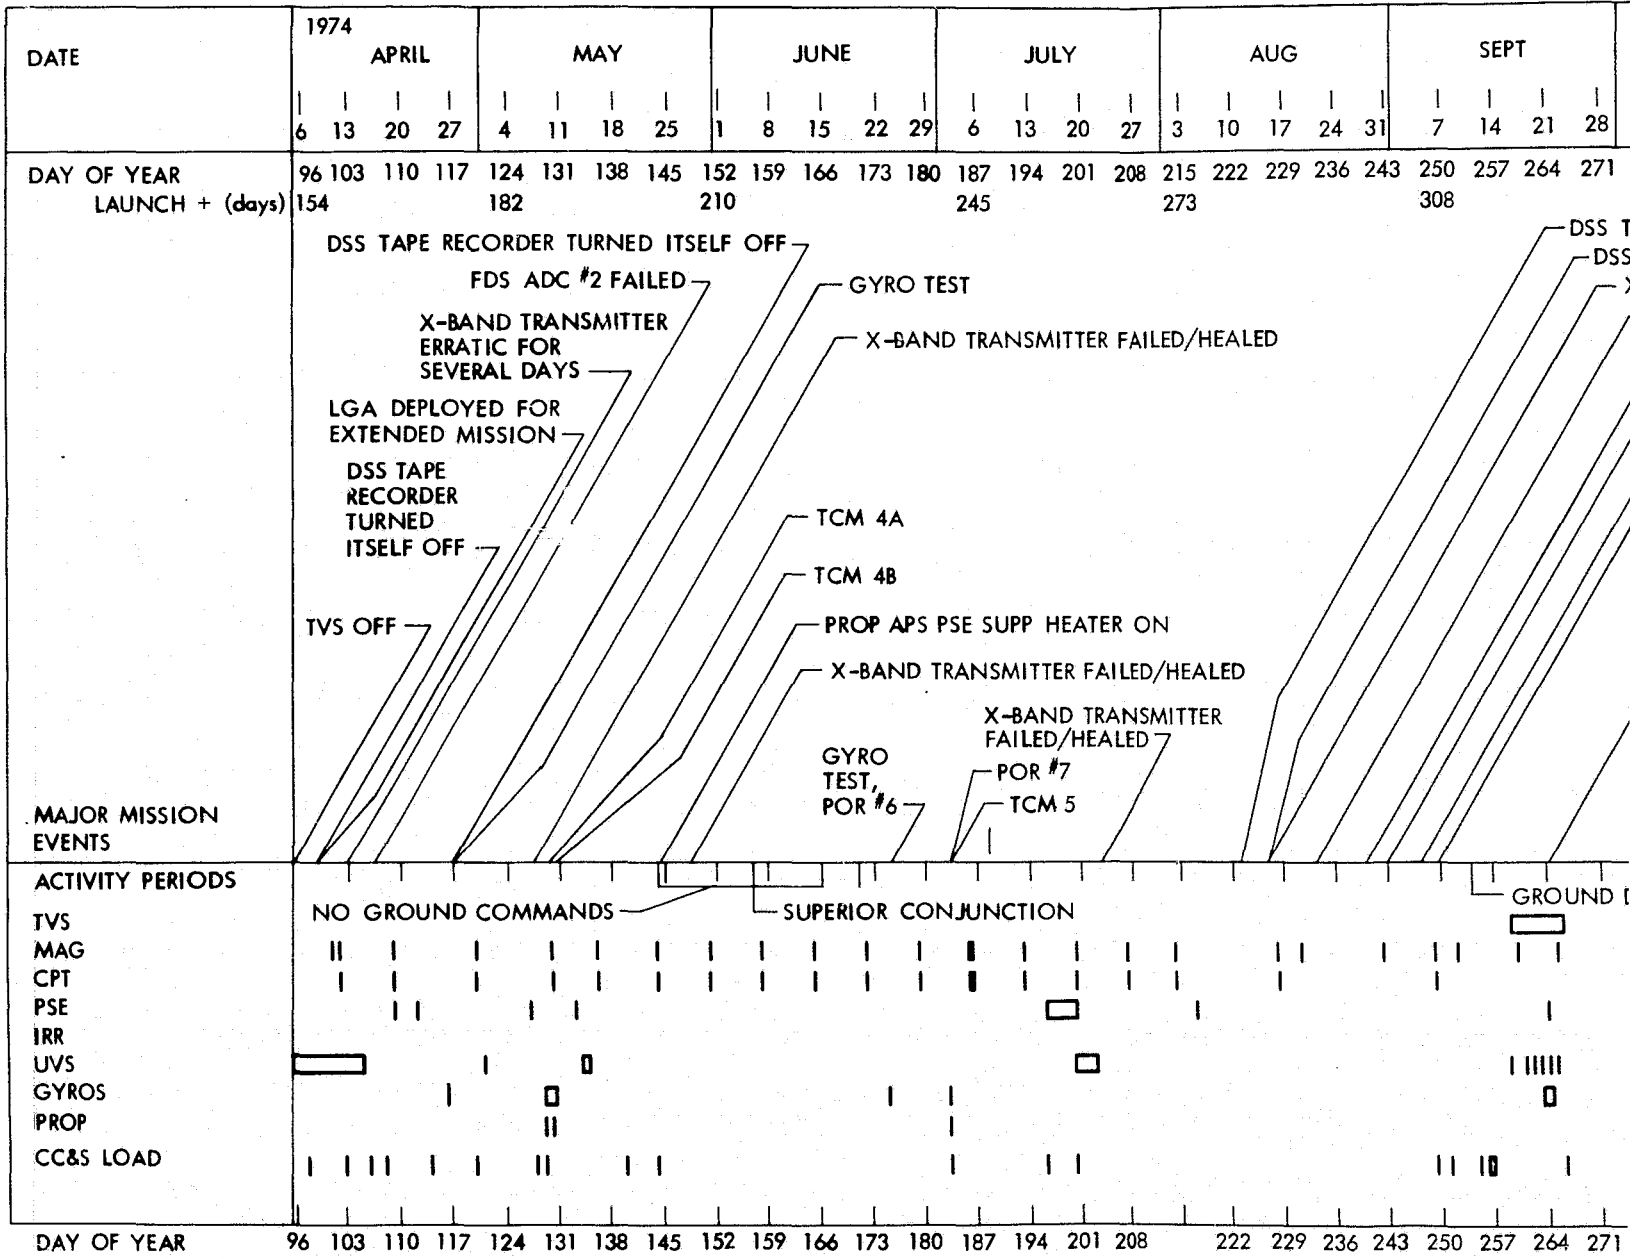 1974
DATE APRIL MAY JUNE JULY AUG SEPT
6 13 20 27 4 11 18 25 1 8 15 22 29 6 13 20 27 3 10 17 24 31 7 14 21 28
DAY OF YEAR 96 103 110 117 124 131 138 145 152 159 166 173 180 187 194 201 208 215 222 229 236 243 250 257 264 271
LAUNCH + (days) 154 182 210 245 273 308
DSS TAPE RECORDER TURNED ITSELF OFF
DSS T
DSS
FDS ADC #2 FAILED
GYRO TEST
X
X-BAND TRANSMITTER
ERRATIC FOR
SEVERAL DAYS
X-BAND TRANSMITTER FAILED/HEALED
LGA DEPLOYED FOR
EXTENDED MISSION
DSS TAPE
RECORDER
TURNED
ITSELF OFF
TCM 4A
TCM 4B
TVS OFF
PROP APS PSE SUPP HEATER ON
X-BAND TRANSMITTER FAILED/HEALED
X-BAND TRANSMITTER
FAILED/HEALED
GYRO
TEST,
POR #6
POR #7
TCM 5
MAJOR MISSION
EVENTS
ACTIVITY PERIODS
NO GROUND COMMANDS
SUPERIOR CONJUNCTION
GROUND D
TVS
MAG
CPT
PSE
IRR
UVS
GYROS
PROP
CC&S LOAD
DAY OF YEAR 96 103 110 117 124 131 138 145 152 159 166 173 180 187 194 201 208 222 229 236 243 250 257 264 271